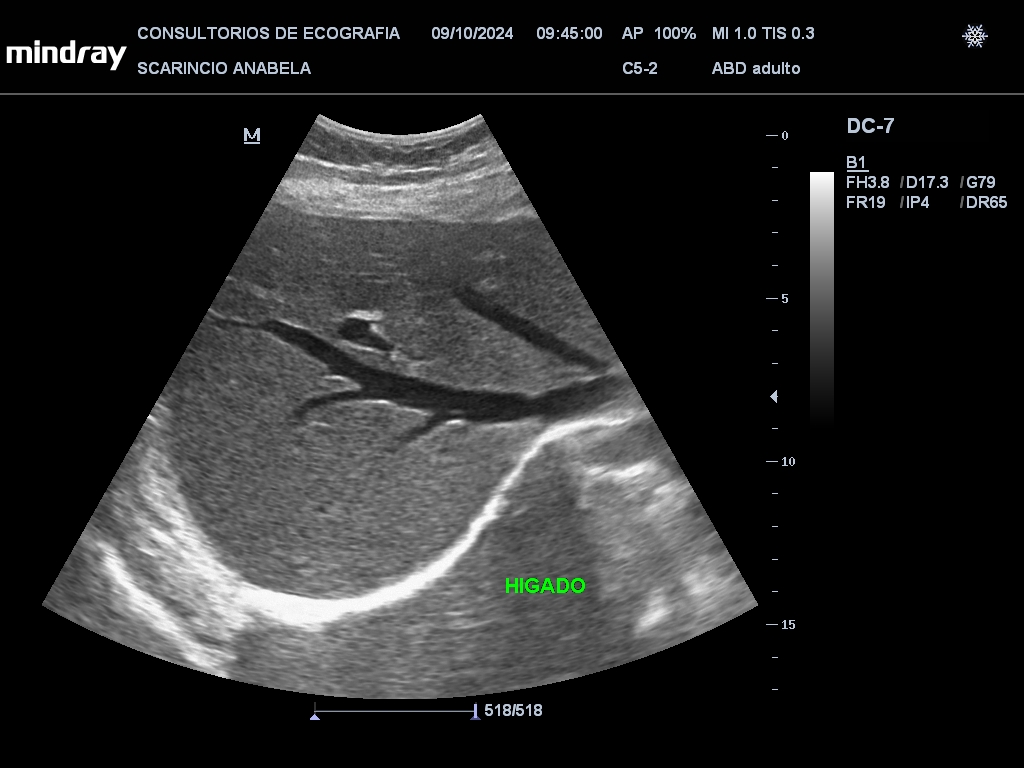 mindray
CONSULTORIOS DE ECOGRAFIA 09/10/2024 09:45:00 AP 100% MI 1.0 TIS 0.3
SCARINCIO ANABELA C5-2 ABD adulto
M
DC-7
B1
FH3.8 /D17.3 /G79
FR19 /IP4 /DR65
0
5
10
15
HIGADO
518/518